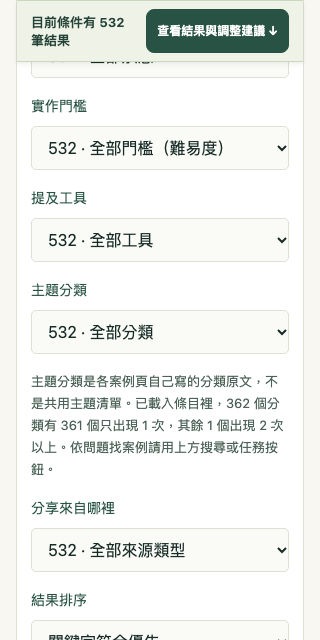 目前條件有 532
筆結果
查看結果與調整建議 ↓
實作門檻
532 · 全部門檻（難易度）
提及工具
532 · 全部工具
主題分類
532 · 全部分類
主題分類是各案例頁自己寫的分類原文，不
是共用主題清單。已載入條目裡，362 個分
類有 361 個只出現 1 次，其餘 1 個出現 2 次
以上。依問題找案例請用上方搜尋或任務按
鈕。
分享來自哪裡
532 · 全部來源類型
結果排序
關鍵字符合優先